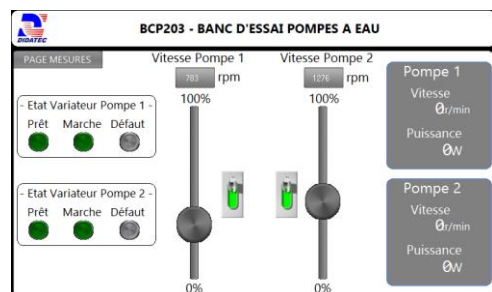 DIDATEC
BCP203 - BANC D'ESSAI POMPES A EAU
PAGE MESURES
Vitesse Pompe 1
703 rpm
100%
0%
Vitesse Pompe 2
1276 rpm
100%
0%
- Etat Variateur Pompe 1 -
Prêt Marche Défaut
- Etat Variateur Pompe 2 -
Prêt Marche Défaut
Pompe 1
Vitesse
0r/min
Puissance
0W
Pompe 2
Vitesse
0r/min
Puissance
0W